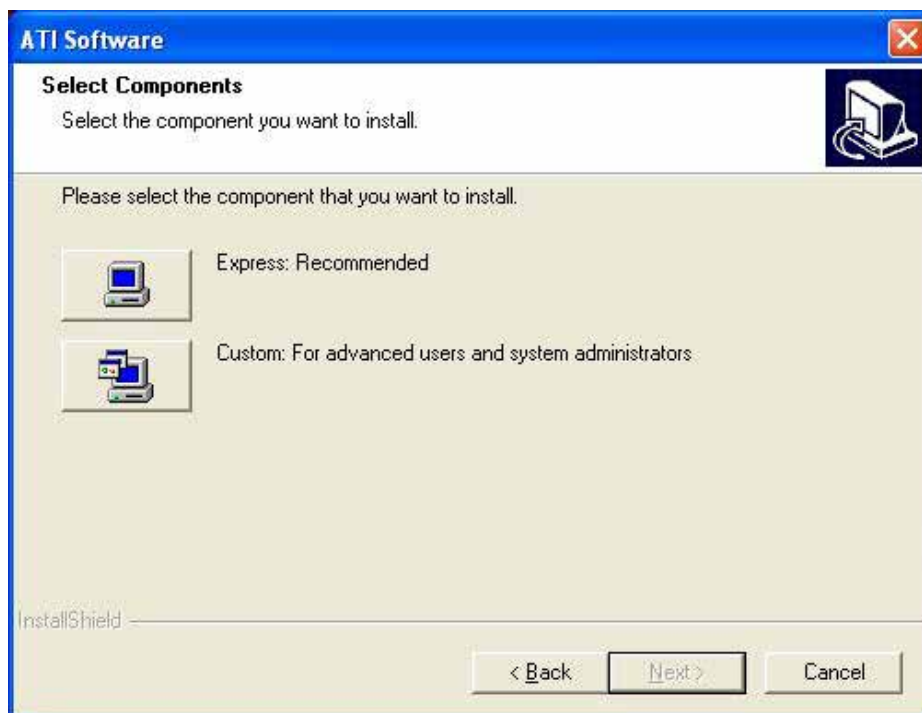 ATI Software
Select Components
Select the component you want to install.
Please select the component that you want to install.
Express: Recommended
Custom: For advanced users and system administrators
InstallShield
< Back
Next >
Cancel